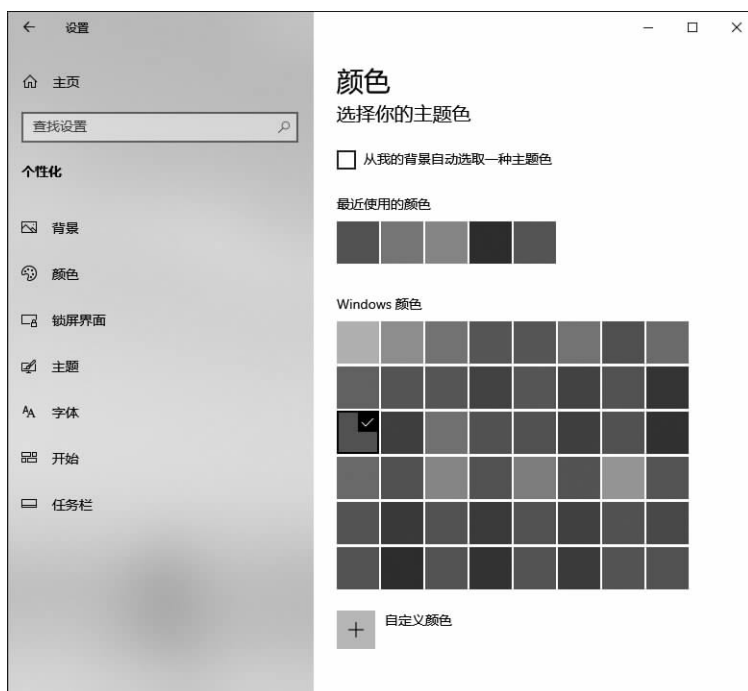 设置
主页
查找设置
个性化
背景
颜色
锁屏界面
主题
字体
开始
任务栏
颜色
选择你的主题色
从我的背景自动选取一种主题色
最近使用的颜色
Windows 颜色
自定义颜色